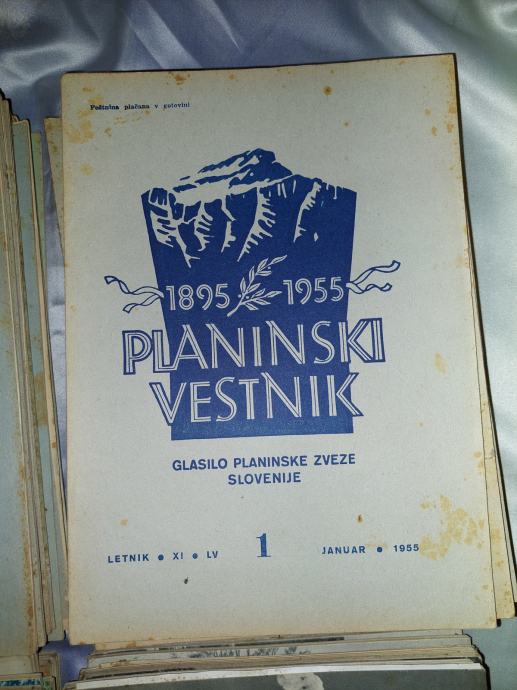 Poštnina plačana v gotovini
1895 1955
PLANINSKI
VESTNIK
GLASILO PLANINSKE ZVEZE
SLOVENIJE
LETNIK • XI • LV 1 JANUAR • 1955